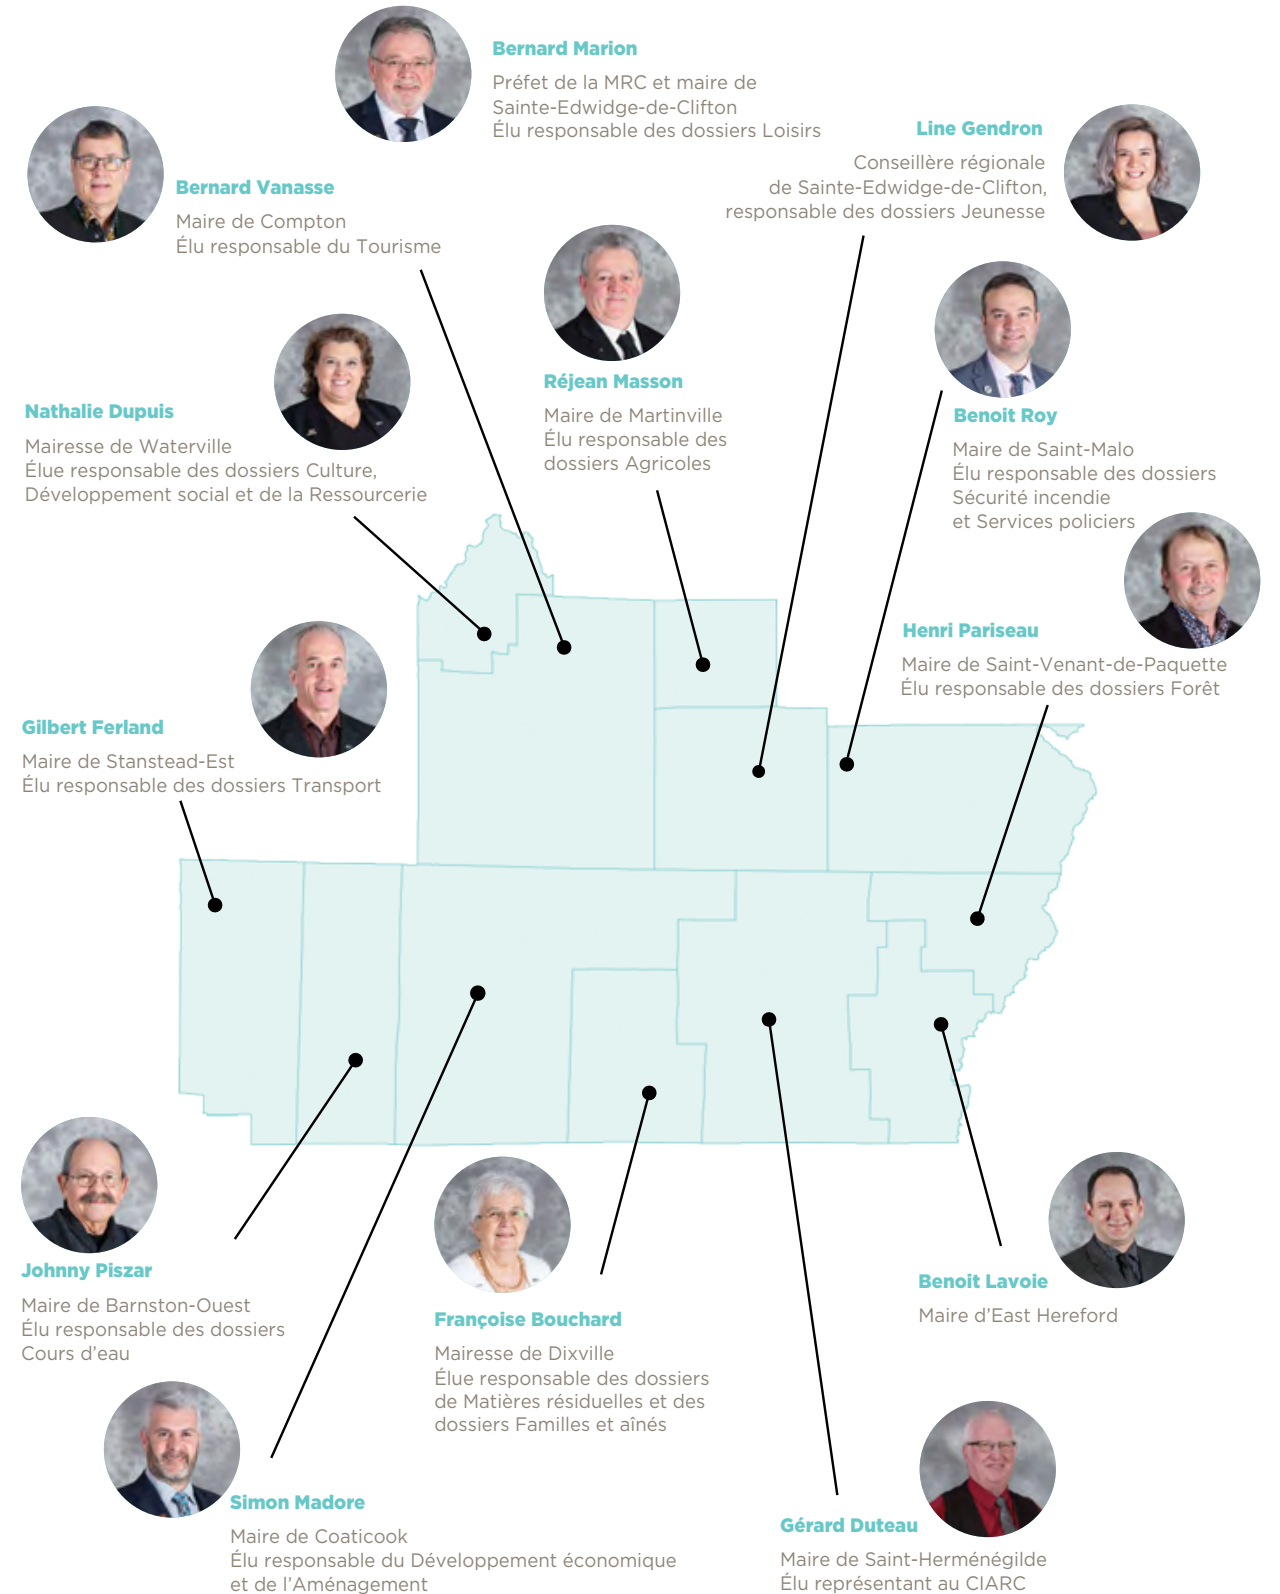 Bernard Marion
Préfet de la MRC et maire de
Sainte-Edwidge-de-Clifton
Élu responsable des dossiers Loisirs
Line Gendron
Conseillère régionale
de Sainte-Edwidge-de-Clifton,
responsable des dossiers Jeunesse
Bernard Vanasse
Maire de Compton
Élu responsable du Tourisme
Réjean Masson
Maire de Martinville
Élu responsable des
dossiers Agricoles
Nathalie Dupuis
Mairesse de Waterville
Élue responsable des dossiers Culture,
Développement social et de la Ressourcerie
Benoit Roy
Maire de Saint-Malo
Élu responsable des dossiers
Sécurité incendie
et Services policiers
Henri Pariseau
Maire de Saint-Venant-de-Paquette
Élu responsable des dossiers Forêt
Gilbert Ferland
Maire de Stanstead-Est
Élu responsable des dossiers Transport
Johnny Piszar
Maire de Barnston-Ouest
Élu responsable des dossiers
Cours d'eau
Françoise Bouchard
Mairesse de Dixville
Élue responsable des dossiers
de Matières résiduelles et des
dossiers Familles et aînés
Benoit Lavoie
Maire d'East Hereford
Simon Madore
Maire de Coaticook
Élu responsable du Développement économique
et de l'Aménagement
Gérard Duteau
Maire de Saint-Herménégilde
Élu représentant au CIARC